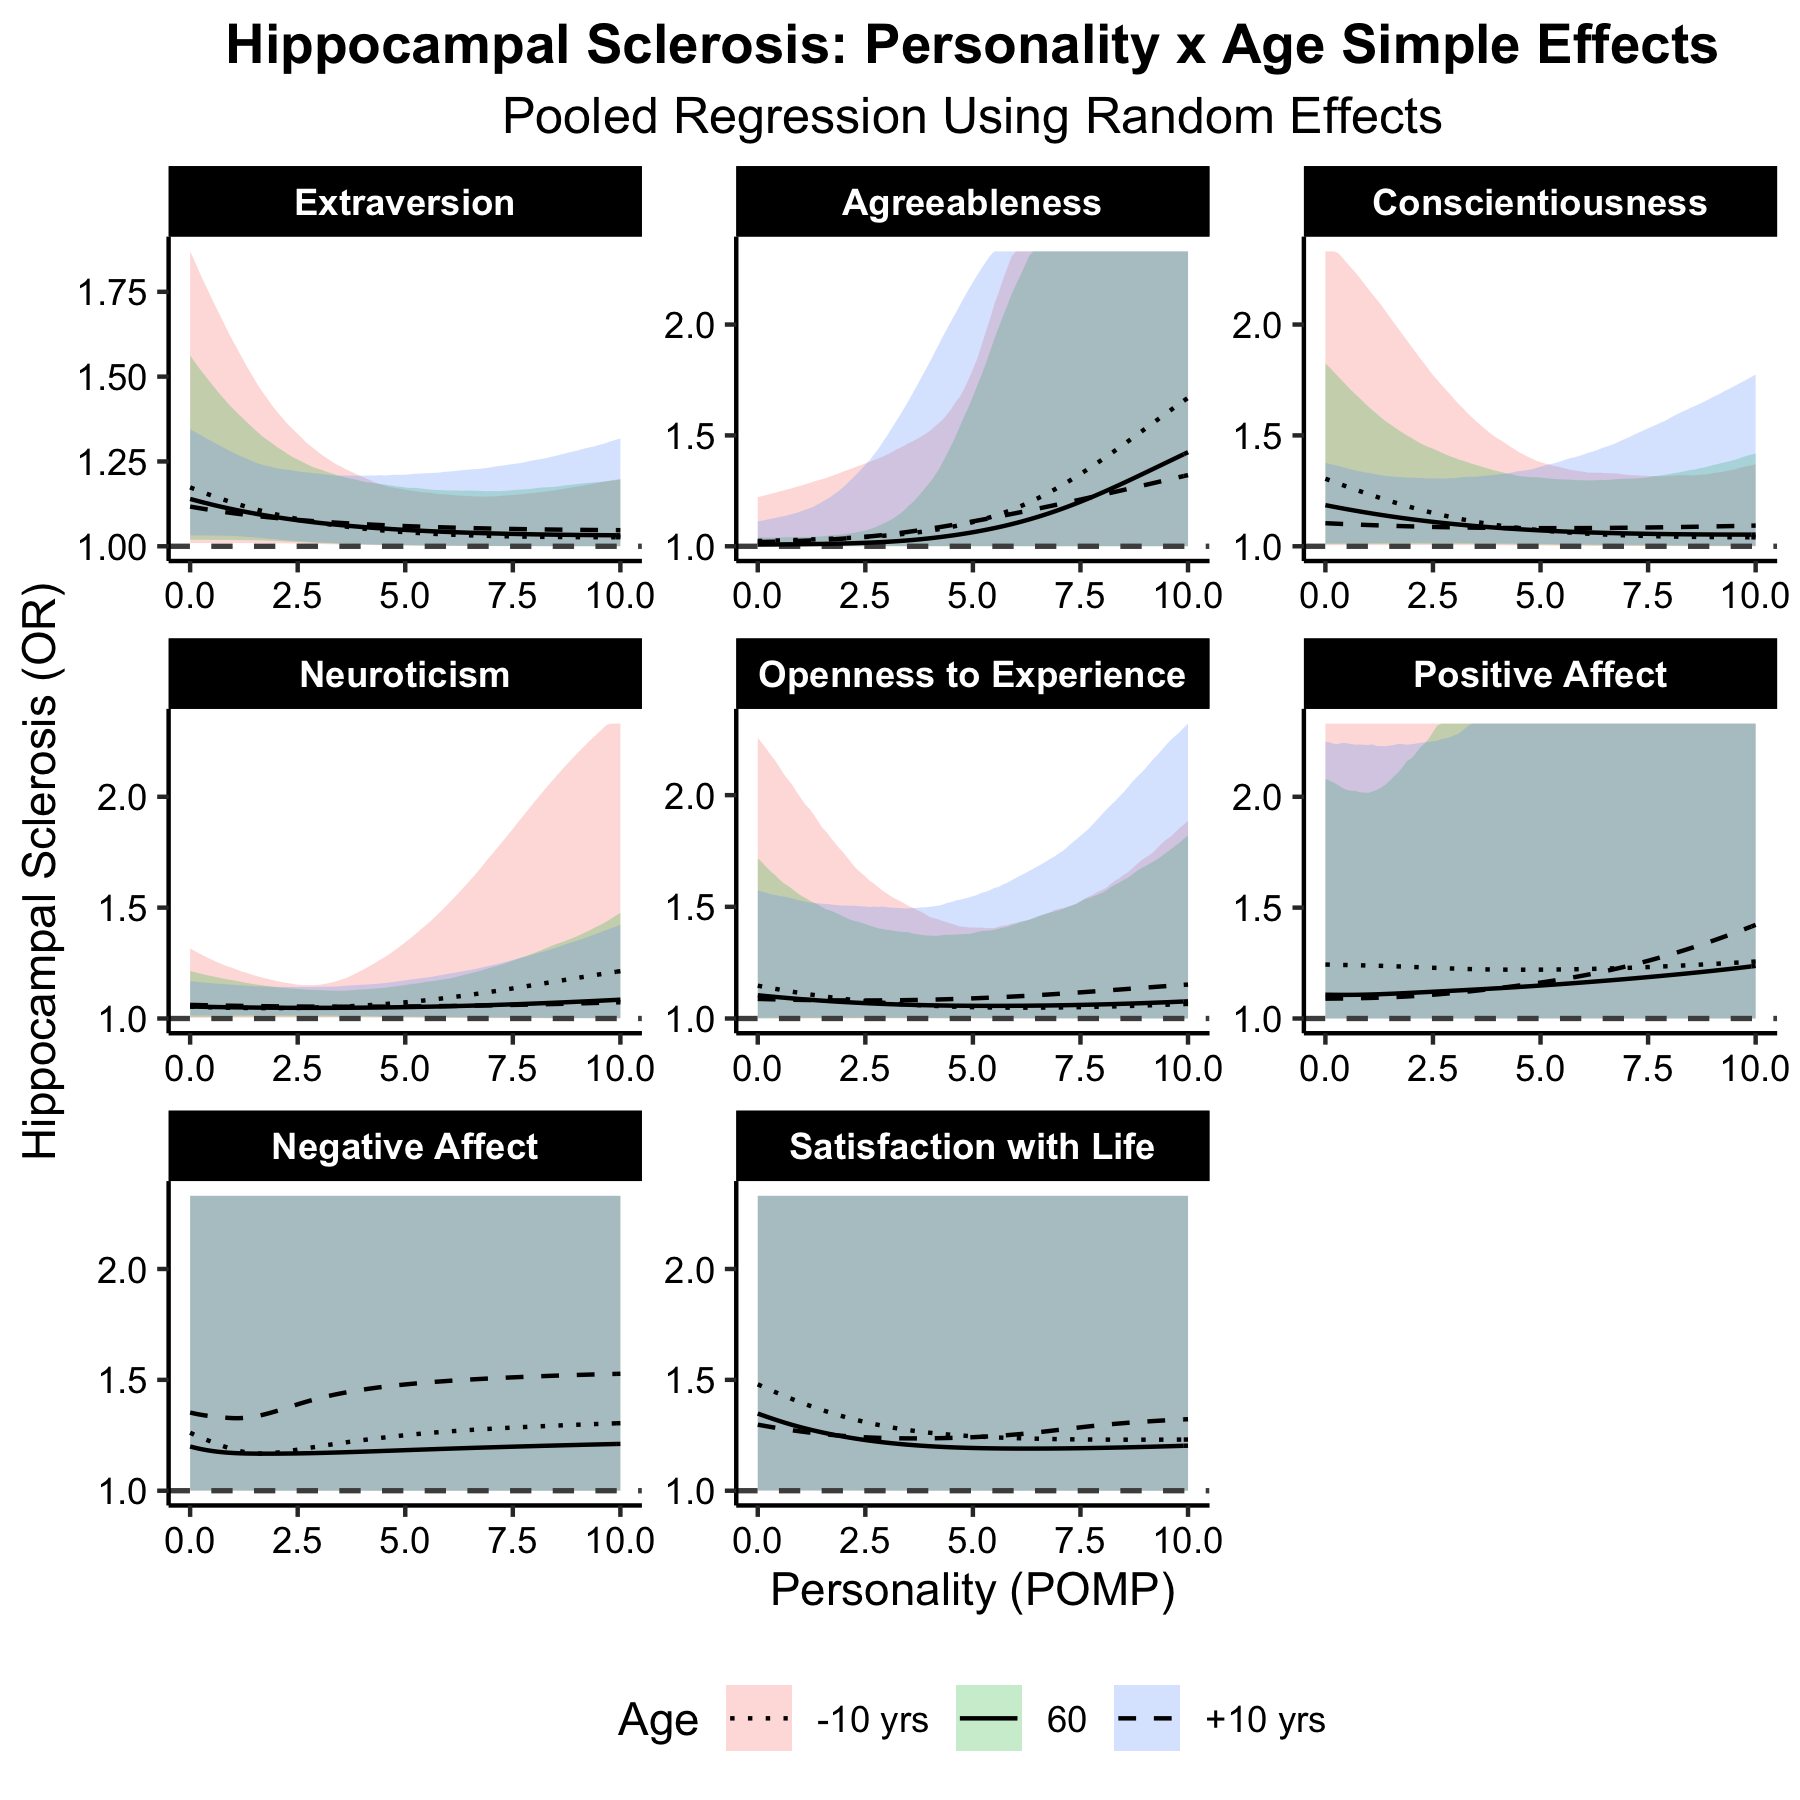 Hippocampal Sclerosis: Personality x Age Simple Effects
Pooled Regression Using Random Effects
Extraversion
Agreeableness
Conscientiousness
1.75
1.50
1.25
1.00
2.0
1.5
1.0
2.0
1.5
1.0
0.0 2.5 5.0 7.5 10.0
0.0 2.5 5.0 7.5 10.0
0.0 2.5 5.0 7.5 10.0
Hippocampal Sclerosis (OR)
Neuroticism
Openness to Experience
Positive Affect
2.0
1.5
1.0
2.0
1.5
1.0
2.0
1.5
1.0
0.0 2.5 5.0 7.5 10.0
0.0 2.5 5.0 7.5 10.0
0.0 2.5 5.0 7.5 10.0
Negative Affect
Satisfaction with Life
2.0
1.5
1.0
2.0
1.5
1.0
0.0 2.5 5.0 7.5 10.0
0.0 2.5 5.0 7.5 10.0
Personality (POMP)
Age -10 yrs 60 +10 yrs